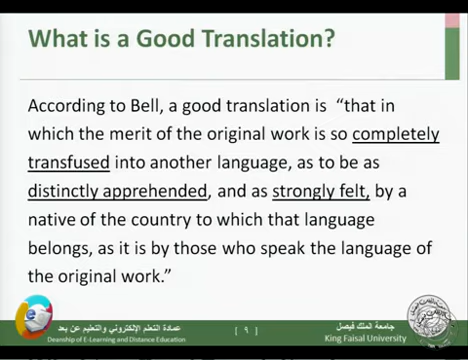 What is a Good Translation?
According to Bell, a good translation is “that in
which the merit of the original work is so completely
transfused into another language, as to be as
distinctly apprehended, and as strongly felt, by a
native of the country to which that language
belongs, as it is by those who speak the language of
the original work.”
عمادة التعلم الإلكتروني والتعليم عن بعد
Deanship of E-Learning and Distance Education
[ ٩ ]
جامعة الملك فيصل
King Faisal University